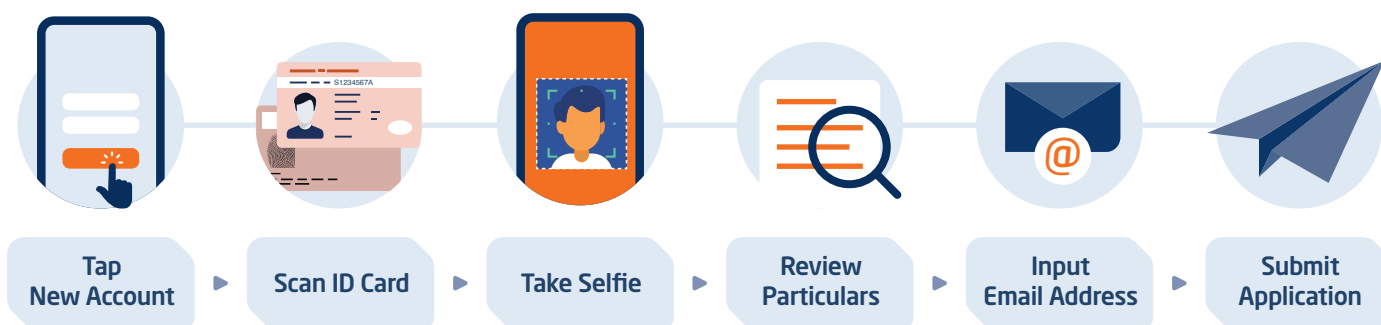 S1234567A
@
Tap
New Account
Scan ID Card
Take Selfie
Review
Particulars
Input
Email Address
Submit
Application